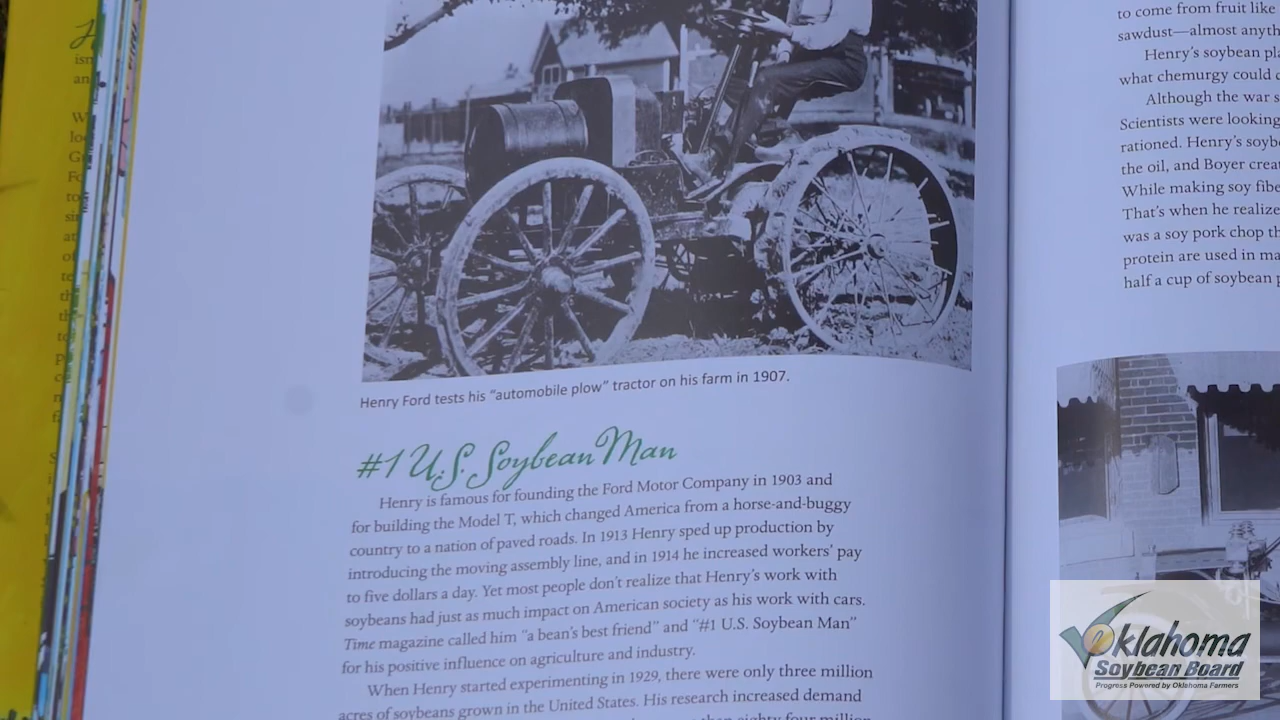 Henry Ford tests his “automobile plow” tractor on his farm in 1907.
#1 U.S. Soybean Man
Henry is famous for founding the Ford Motor Company in 1903 and
for building the Model T, which changed America from a horse-and-buggy
country to a nation of paved roads. In 1913 Henry sped up production by
introducing the moving assembly line, and in 1914 he increased workers’ pay
to five dollars a day. Yet most people don’t realize that Henry’s work with
soybeans had just as much impact on American society as his work with cars.
Time magazine called him “a bean’s best friend” and “#1 U.S. Soybean Man”
for his positive influence on agriculture and industry.
When Henry started experimenting in 1929, there were only three million
acres of soybeans grown in the United States. His research increased demand
than eighty-four million
to come from fruit like
sawdust—almost anyth
Henry’s soybean pl
what chemurgy could
Although the war s
Scientists were looking
rationed. Henry’s soyb
the oil, and Boyer crea
While making soy fibe
That’s when he realize
was a soy pork chop th
protein are used in ma
half a cup of soybean
Oklahoma
Soybean Board
Progress Powered by Oklahoma Farmers